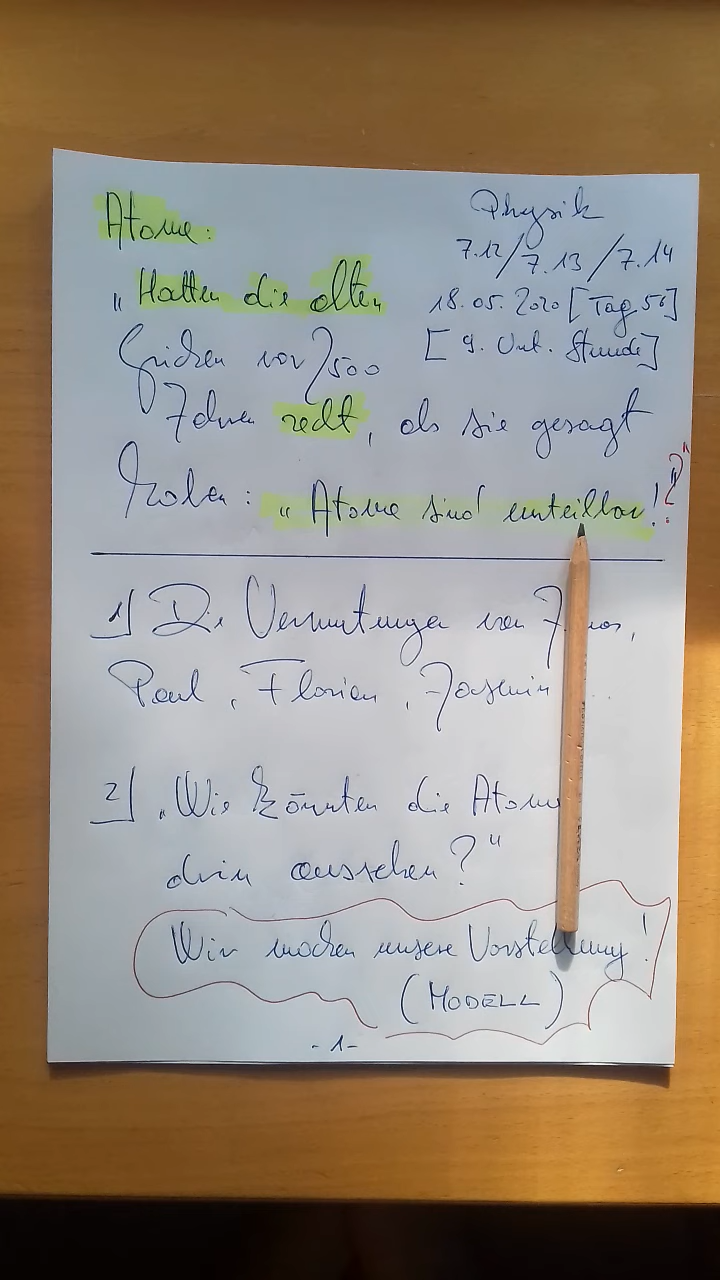 Atome:
Physik
7.12/7.13/7.14
"Hatten die alten
18.05.2020 [Tag 56]
Griechen vor 2500
[9. Unt. Stunde]
Jahren recht, als sie gesagt
haben: "Atome sind unteilbar!?"
1) Die Vermutungen von
Paul, Florian, Jasmin ...
2) "Wie könnten die Atome
drin aussehen?"
Wir machen unsere Vorstellung!
(MODELL)
-1-